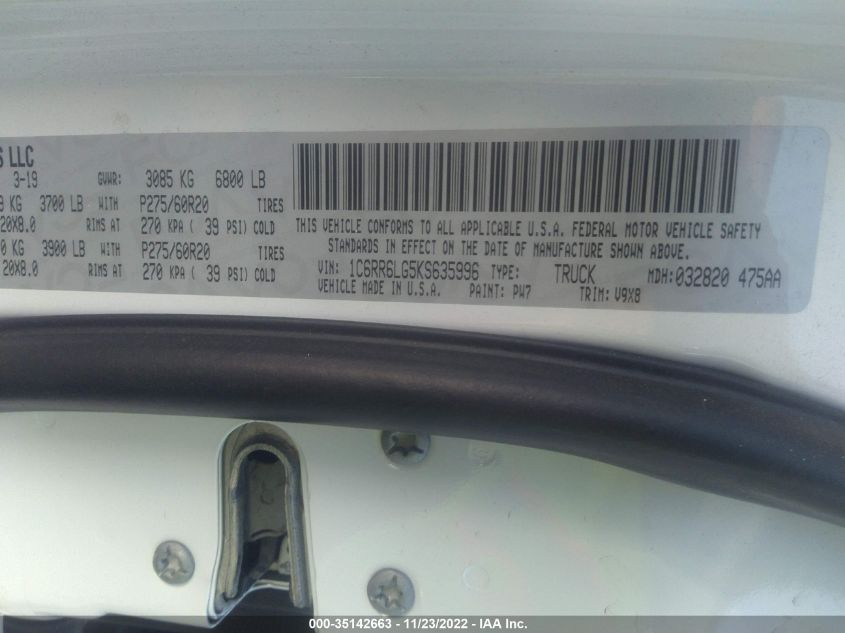 S LLC
3-19 GVWR: 3085 KG 6800 LB
KG 3700 LB WITH P275/60R20 TIRES
20X8.0 RIMS AT 270 KPA ( 39 PSI) COLD
0 KG 3900 LB WITH P275/60R20 TIRES
20X8.0 RIMS AT 270 KPA ( 39 PSI) COLD
THIS VEHICLE CONFORMS TO ALL APPLICABLE U.S.A. FEDERAL MOTOR VEHICLE SAFETY
STANDARDS IN EFFECT ON THE DATE OF MANUFACTURE SHOWN ABOVE.
VIN: 1C6RR6LG5KS635996 TYPE: TRUCK MDH:032820 475AA
VEHICLE MADE IN U.S.A. PAINT: PW7 TRIM: V9X8
000-35142663 - 11/23/2022 - IAA Inc.